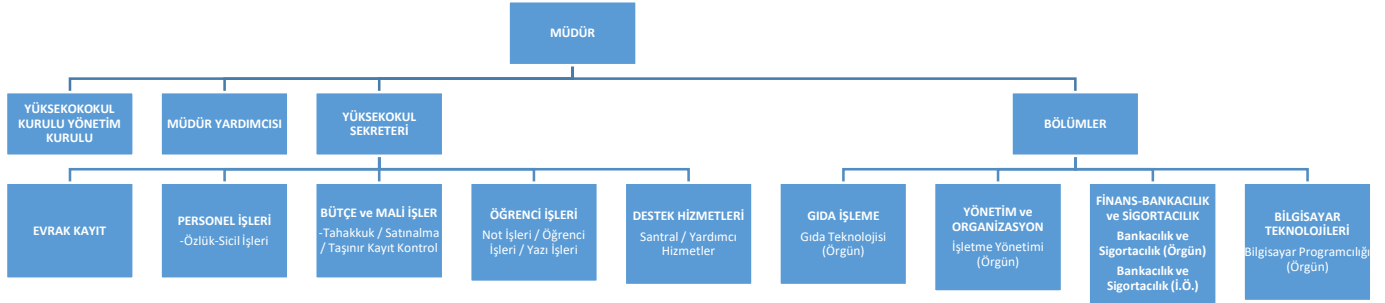 MÜDÜR
YÜKSEKOKOKUL
KURULU YÖNETİM
KURULU
MÜDÜR YARDIMCISI
YÜKSEKOKUL
SEKRETERİ
BÖLÜMLER
EVRAK KAYIT
PERSONEL İŞLERİ
-Özlük-Sicil İşleri
BÜTÇE ve MALİ İŞLER
-Tahakkuk / Satınalma
/ Taşınır Kayıt Kontrol
ÖĞRENCİ İŞLERİ
Not İşleri / Öğrenci
İşleri / Yazı İşleri
DESTEK HİZMETLERİ
Santral / Yardımcı
Hizmetler
GIDA İŞLEME
Gıda Teknolojisi
(Örgün)
YÖNETİM ve
ORGANİZASYON
İşletme Yönetimi
(Örgün)
FİNANS-BANKACILIK
ve SİGORTACILIK
Bankacılık ve
Sigortacılık (Örgün)
Bankacılık ve
Sigortacılık (İ.Ö.)
BİLGİSAYAR
TEKNOLOJİLERİ
Bilgisayar Programcılığı
(Örgün)